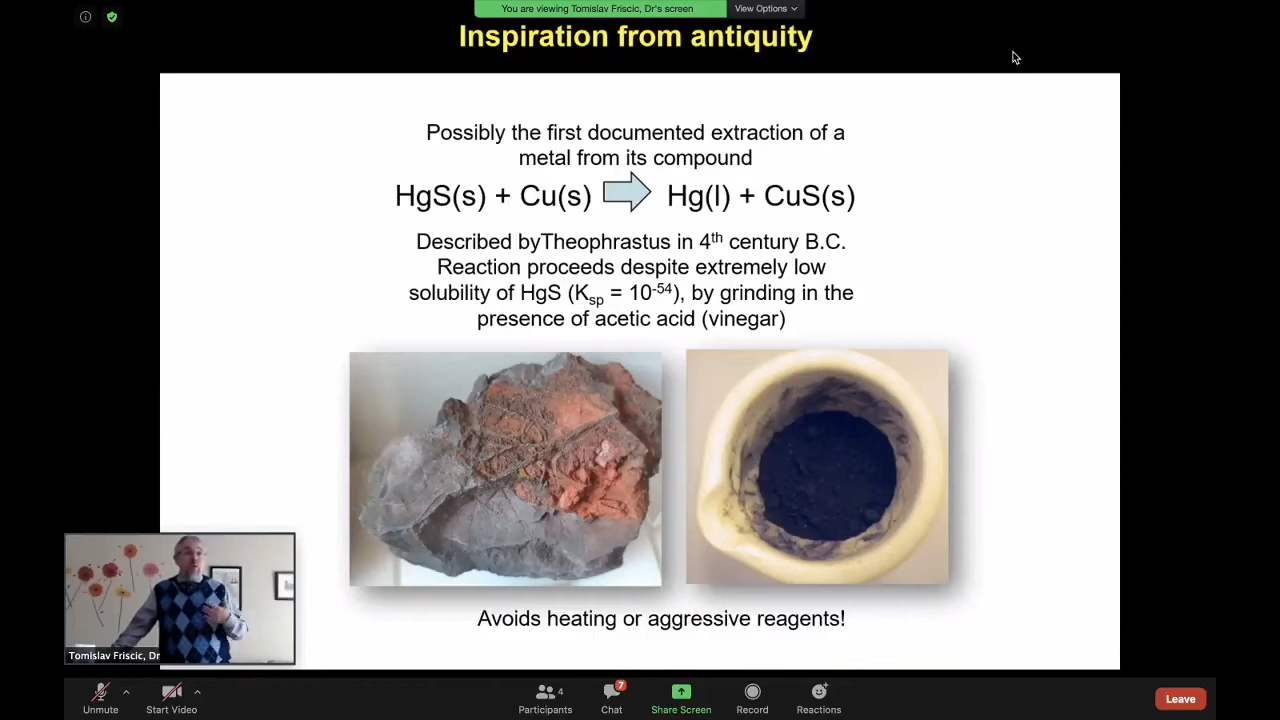 You are viewing Tomislav Friscic, Dr's screen
View Options
Inspiration from antiquity
Possibly the first documented extraction of a
metal from its compound
HgS(s) + Cu(s) Hg(l) + CuS(s)
Described byTheophrastus in 4th century B.C.
Reaction proceeds despite extremely low
solubility of HgS (Ksp = 10-54), by grinding in the
presence of acetic acid (vinegar)
Avoids heating or aggressive reagents!
Tomislav Friscic, Dr
Unmute
Start Video
4
Participants
7
Chat
Share Screen
Record
Reactions
Leave